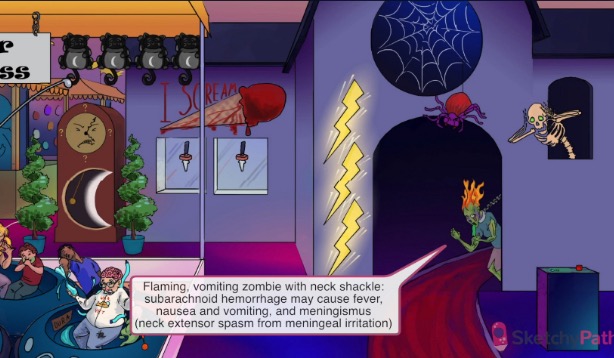 r
ss
I SCREAM
Flaming, vomiting zombie with neck shackle:
subarachnoid hemorrhage may cause fever,
nausea and vomiting, and meningismus
(neck extensor spasm from meningeal irritation)
SketchyPath